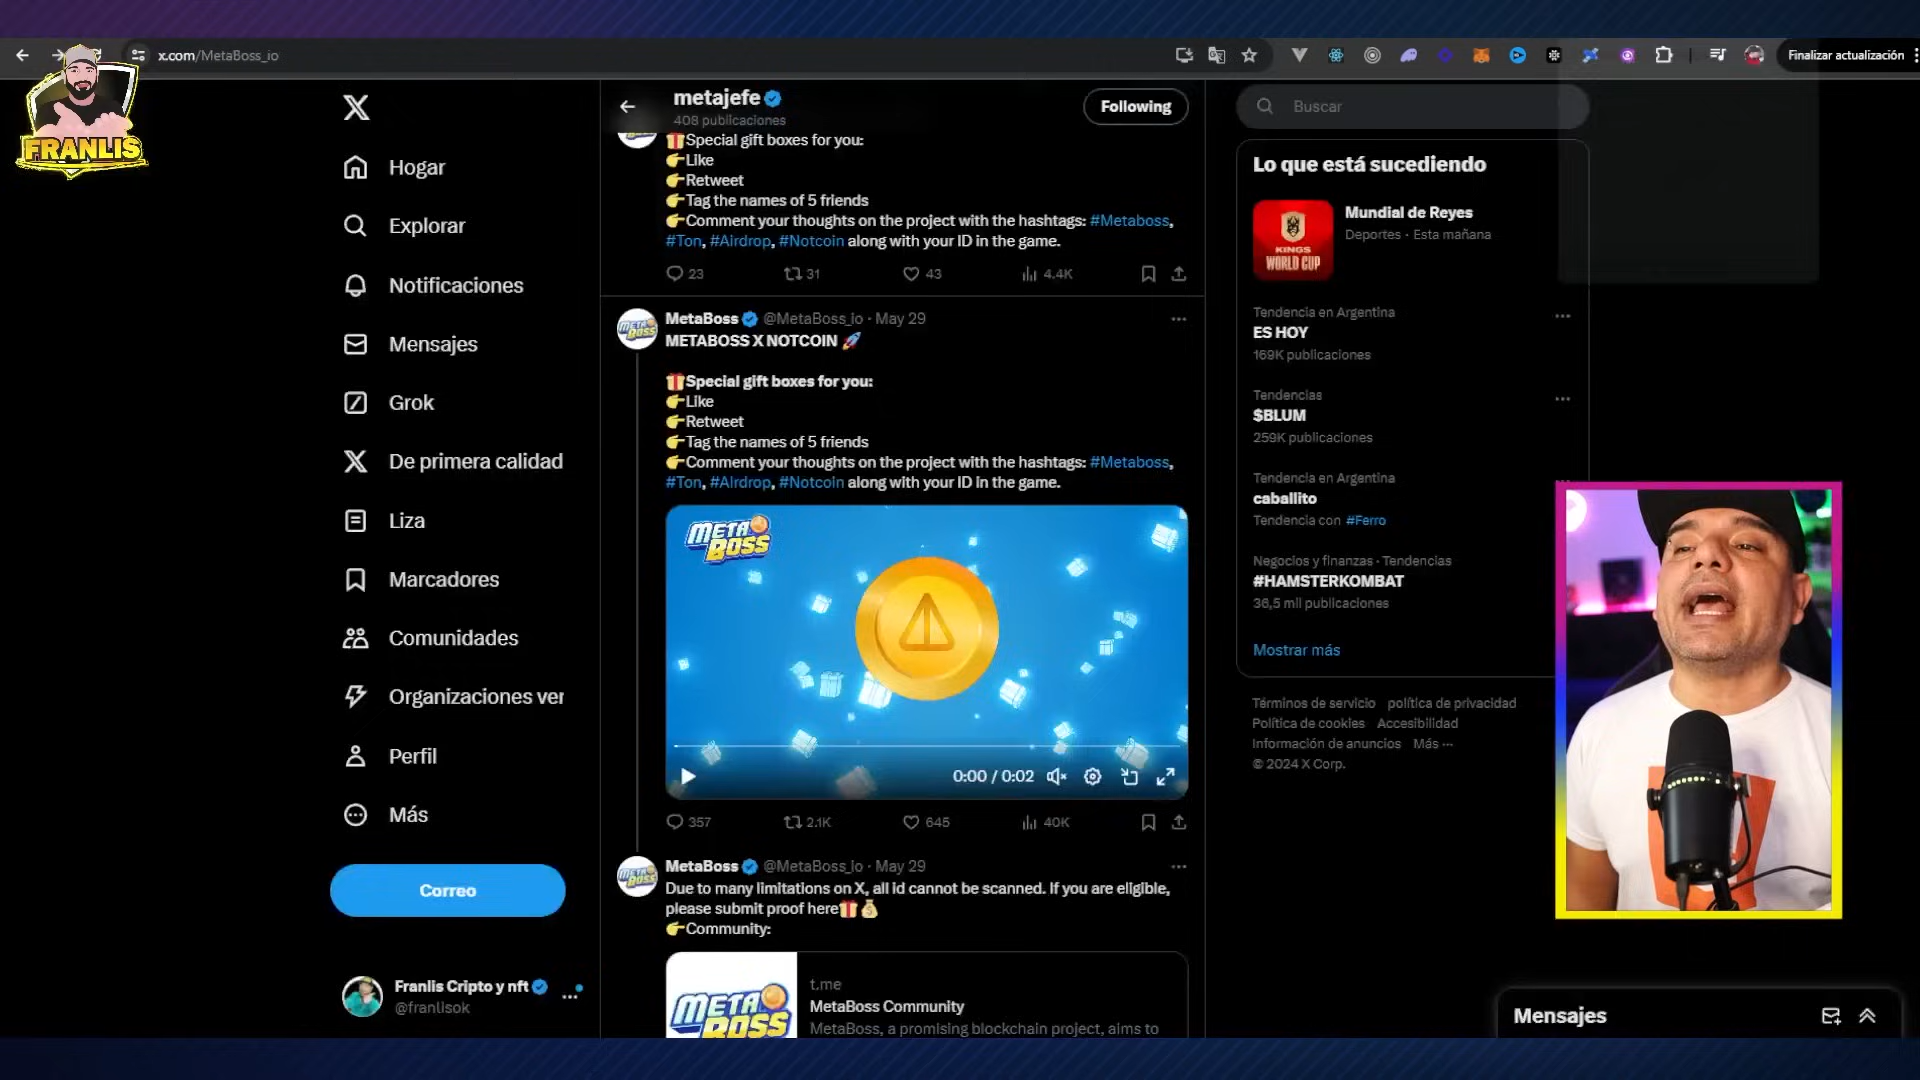 x.com/MetaBoss_io
Finalizar actualización
FRANLIS
Hogar
Explorar
Notificaciones
Mensajes
Grok
De primera calidad
Liza
Marcadores
Comunidades
Organizaciones ver
Perfil
Más
Correo
Franlis Cripto y nft
@franlisok
metajefe
408 publicaciones
Following
Special gift boxes for you:
Like
Retweet
Tag the names of 5 friends
Comment your thoughts on the project with the hashtags: #Metaboss,
#Ton, #Airdrop, #Notcoin along with your ID in the game.
23 31 43 4.4K
MetaBoss @MetaBoss_io · May 29
METABOSS X NOTCOIN 🚀
🎁Special gift boxes for you:
👉Like
👉Retweet
👉Tag the names of 5 friends
👉Comment your thoughts on the project with the hashtags: #Metaboss,
#Ton, #Airdrop, #Notcoin along with your ID in the game.
META BOSS
0:00 / 0:02
357 2.1K 645 40K
MetaBoss @MetaBoss_io · May 29
Due to many limitations on X, all id cannot be scanned. If you are eligible,
please submit proof here🎁💰
👉Community:
META BOSS
t.me
MetaBoss Community
MetaBoss, a promising blockchain project, aims to
Buscar
Lo que está sucediendo
KINGS
WORLD CUP
Mundial de Reyes
Deportes · Esta mañana
Tendencia en Argentina
ES HOY
169K publicaciones
Tendencias
$BLUM
259K publicaciones
Tendencia en Argentina
caballito
Tendencia con #Ferro
Negocios y finanzas · Tendencias
#HAMSTERKOMBAT
36,5 mil publicaciones
Mostrar más
Términos de servicio política de privacidad
Política de cookies Accesibilidad
Información de anuncios Más ···
© 2024 X Corp.
Mensajes